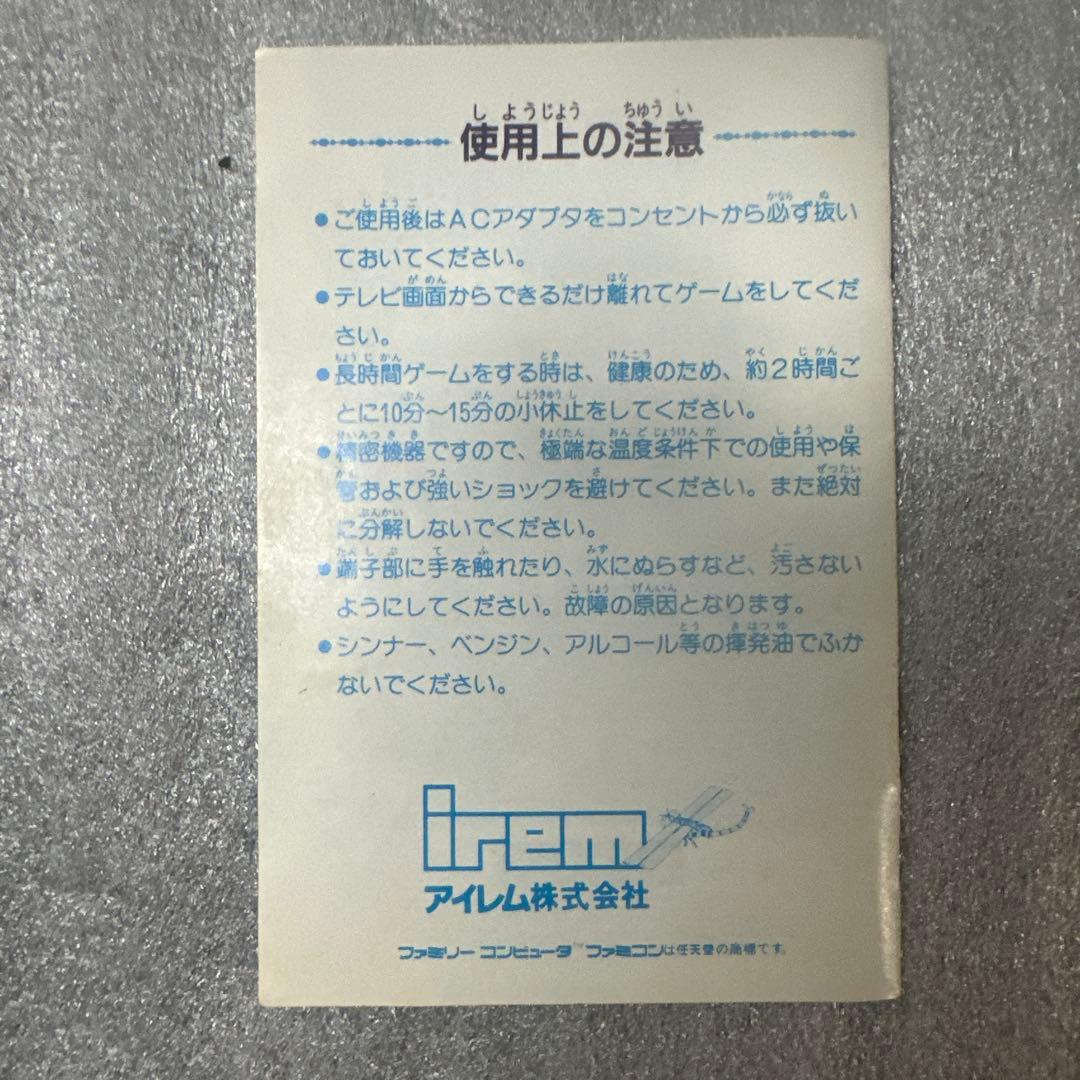 しようじょう ちゅうい
使用上の注意
しようご かなら ぬ
●ご使用後はACアダプタをコンセントから必ず抜い
ておいてください。
がめん はな
●テレビ画面からできるだけ離れてゲームをしてくだ
さい。
ちょうじかん とき けんこう やく じかん
●長時間ゲームをする時は、健康のため、約2時間ご
ぷん ぷん しょうきゅうし
とに10分～15分の小休止をしてください。
せいみつきき きょくたん おんどじょうけんか しよう ほ
●精密機器ですので、極端な温度条件下での使用や保
かん つよ さ ぜったい
管および強いショックを避けてください。また絶対
ぶんかい
に分解しないでください。
たんしぶ て ふ みず よご
●端子部に手を触れたり、水にぬらすなど、汚さない
こしょう げんいん
ようにしてください。故障の原因となります。
とう きはつゆ
●シンナー、ベンジン、アルコール等の揮発油でふか
ないでください。
irem
アイレム株式会社
ファミリーコンピュータ™ ファミコンは任天堂の商標です。